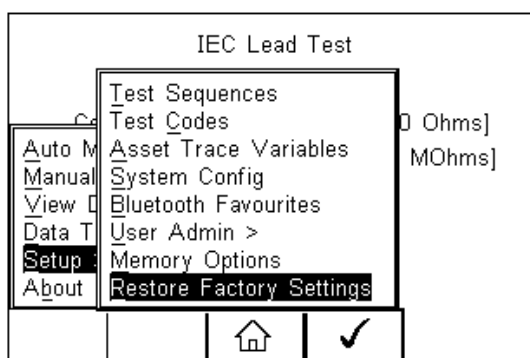 IEC Lead Test
Ohms]
MOhms]
Auto
Manual
View
Data
Setup
About
Test Sequences
Test Codes
Asset Trace Variables
System Config
Bluetooth Favourites
User Admin >
Memory Options
Restore Factory Settings